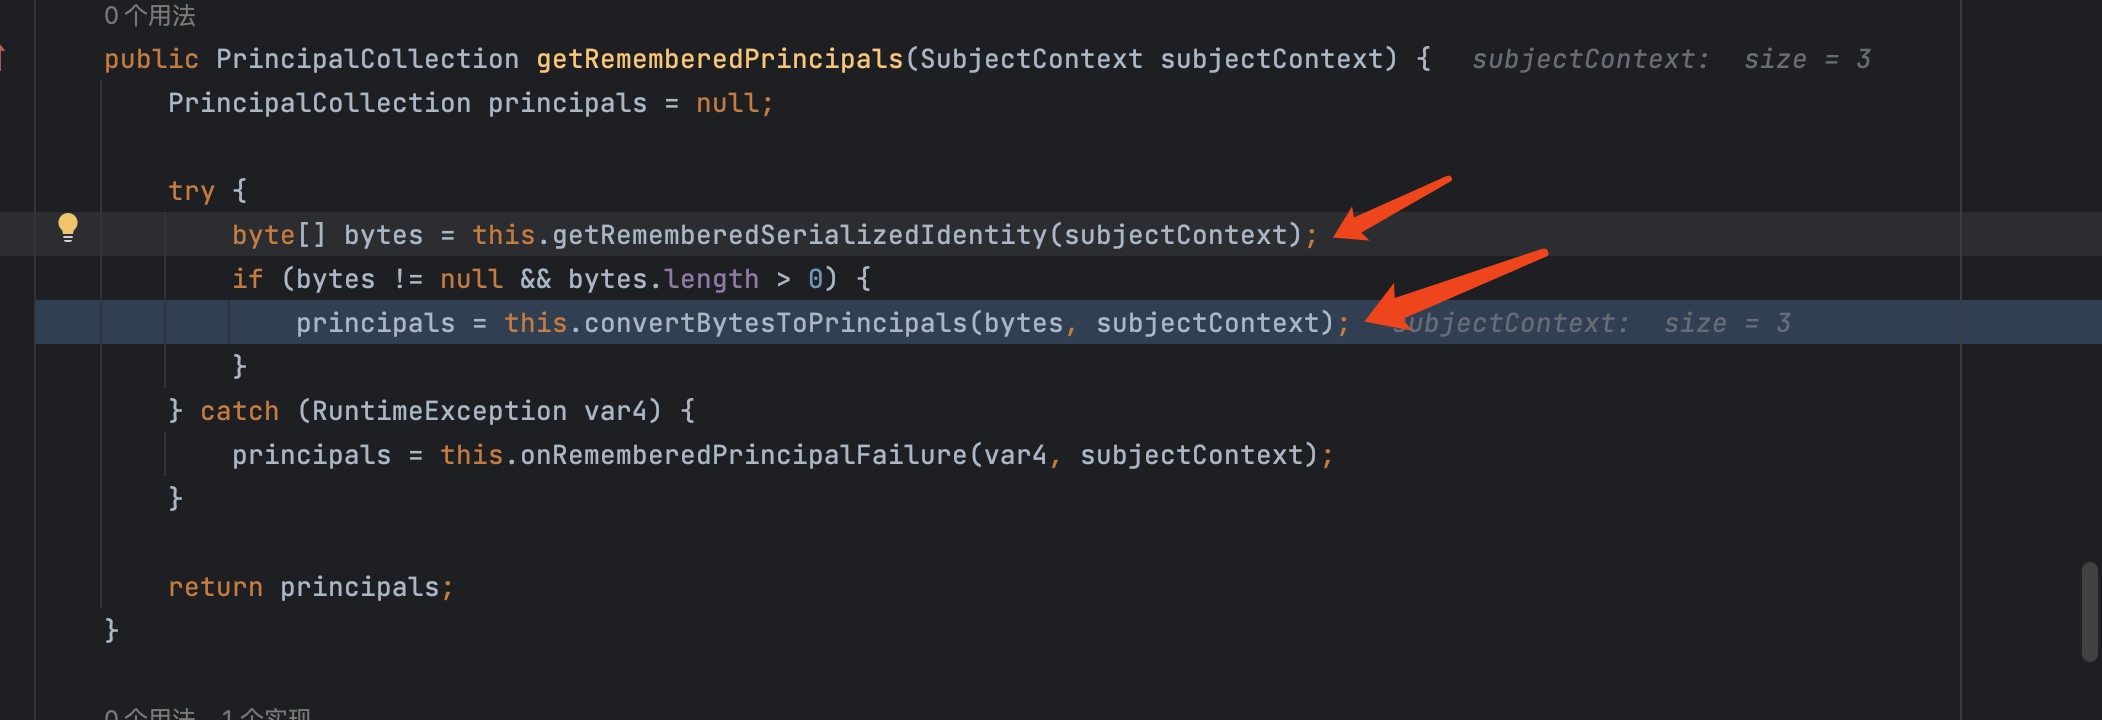 0 个用法
public PrincipalCollection getRememberedPrincipals(SubjectContext subjectContext) { subjectContext: size = 3
PrincipalCollection principals = null;
try {
byte[] bytes = this.getRememberedSerializedIdentity(subjectContext);
if (bytes != null && bytes.length > 0) {
principals = this.convertBytesToPrincipals(bytes, subjectContext); subjectContext: size = 3
}
} catch (RuntimeException var4) {
principals = this.onRememberedPrincipalFailure(var4, subjectContext);
}
return principals;
}
0 个用法 1 个实现